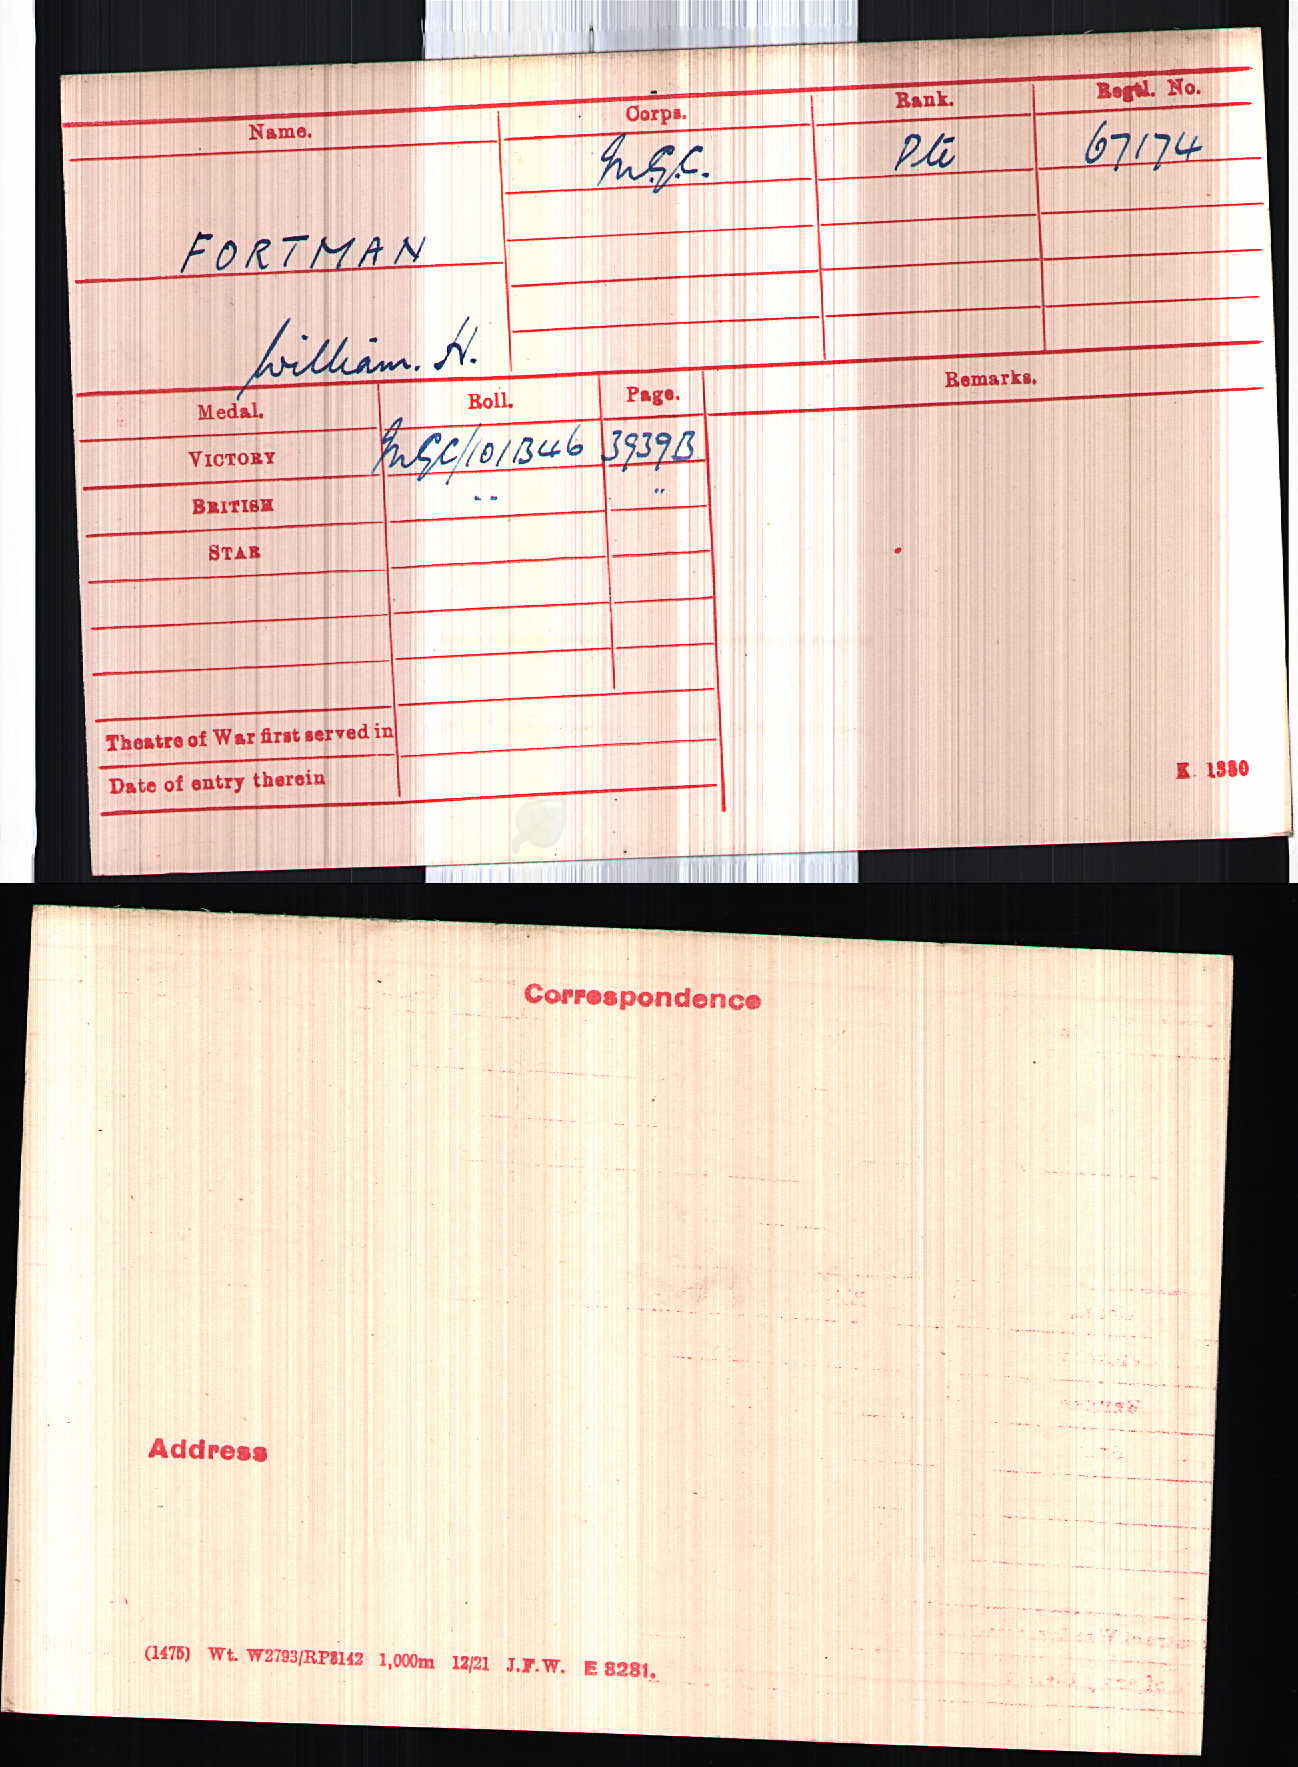 Name. Corps. Rank. Regtl. No.
M.G.C. Pte 67174
FORTMAN
William. H.
Medal. Roll. Page. Remarks.
VICTORY MGC/101B46 3939B
BRITISH " "
STAR
Theatre of War first served in
Date of entry therein
K 1380
Correspondence
Address
(1475) Wt. W2793/RP8142 1,000m 12/21 J.F.W. E 8281.